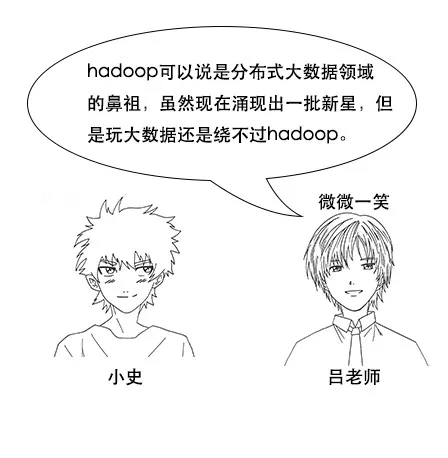 hadoop可以说是分布式大数据领域
的鼻祖，虽然现在涌现出一批新星，但
是玩大数据还是绕不过hadoop。
微微一笑
小史
吕老师